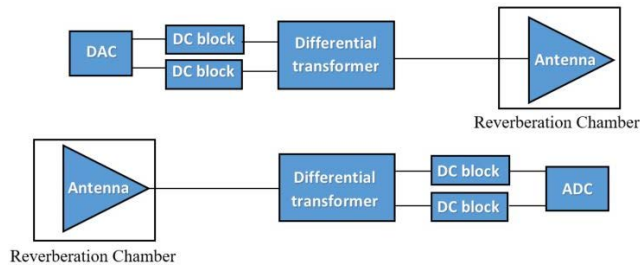 DAC
DC block
DC block
Differential
transformer
Antenna
Reverberation Chamber
Antenna
Reverberation Chamber
Differential
transformer
DC block
DC block
ADC